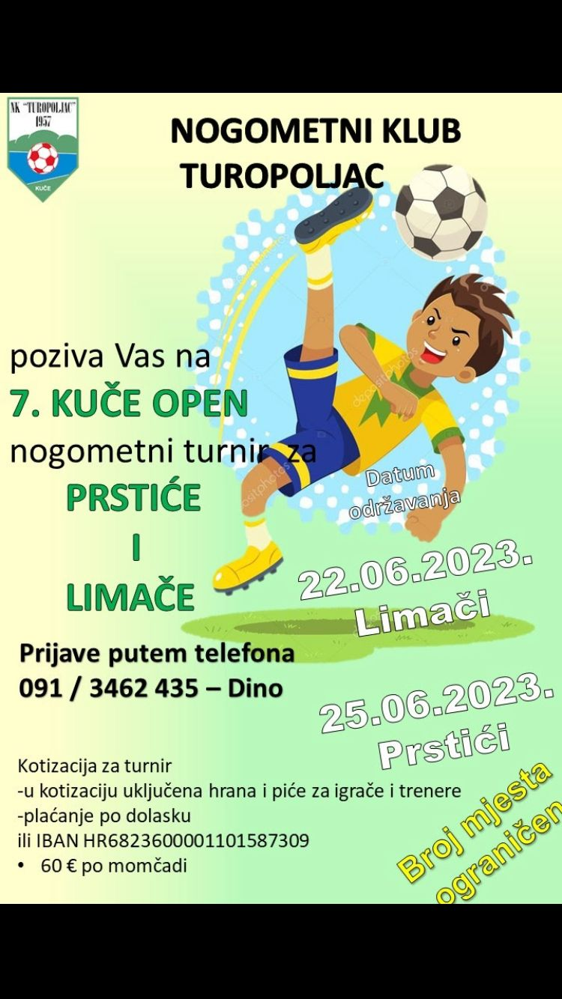 NK "TUROPOLJAC"
1957
KUČE
NOGOMETNI KLUB
TUROPOLJAC
depositphotos
poziva Vas na
7. KUČE OPEN
nogometni turnir za
PRSTIĆE
I
LIMAČE
depositphotos
ositphotos
Datum
održavanja
22.06.2023.
Limači
25.06.2023.
Prstići
Prijave putem telefona
091 / 3462 435 – Dino
Kotizacija za turnir
-u kotizaciju uključena hrana i piće za igrače i trenere
-plaćanje po dolasku
ili IBAN HR6823600001101587309
• 60 € po momčadi
Broj mjesta
ograničen